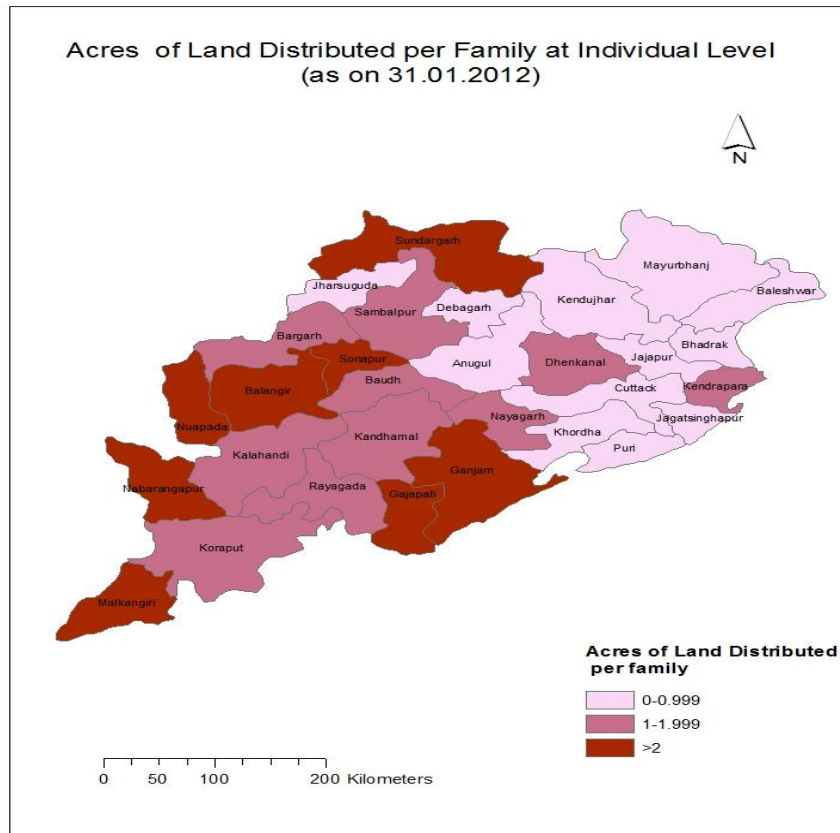 Acres of Land Distributed per Family at Individual Level
(as on 31.01.2012)
N
Sundargarh
Mayurbhanj
Jharsuguda
Baleshwar
Debagarh
Kendujhar
Sambalpur
Bargarh
Bhadrak
Sonapur
Jajapur
Anugul
Dhenkanal
Baudh
Cuttack
Kendrapara
Balangir
Nuapada
Nayagarh
Jagatsinghapur
Khordha
Kandhamal
Puri
Kalahandi
Ganjam
Rayagada
Nabarangapur
Gajapati
Koraput
Malkangiri
Acres of Land Distributed
per family
0-0.999
1-1.999
>2
0 50 100 200 Kilometers